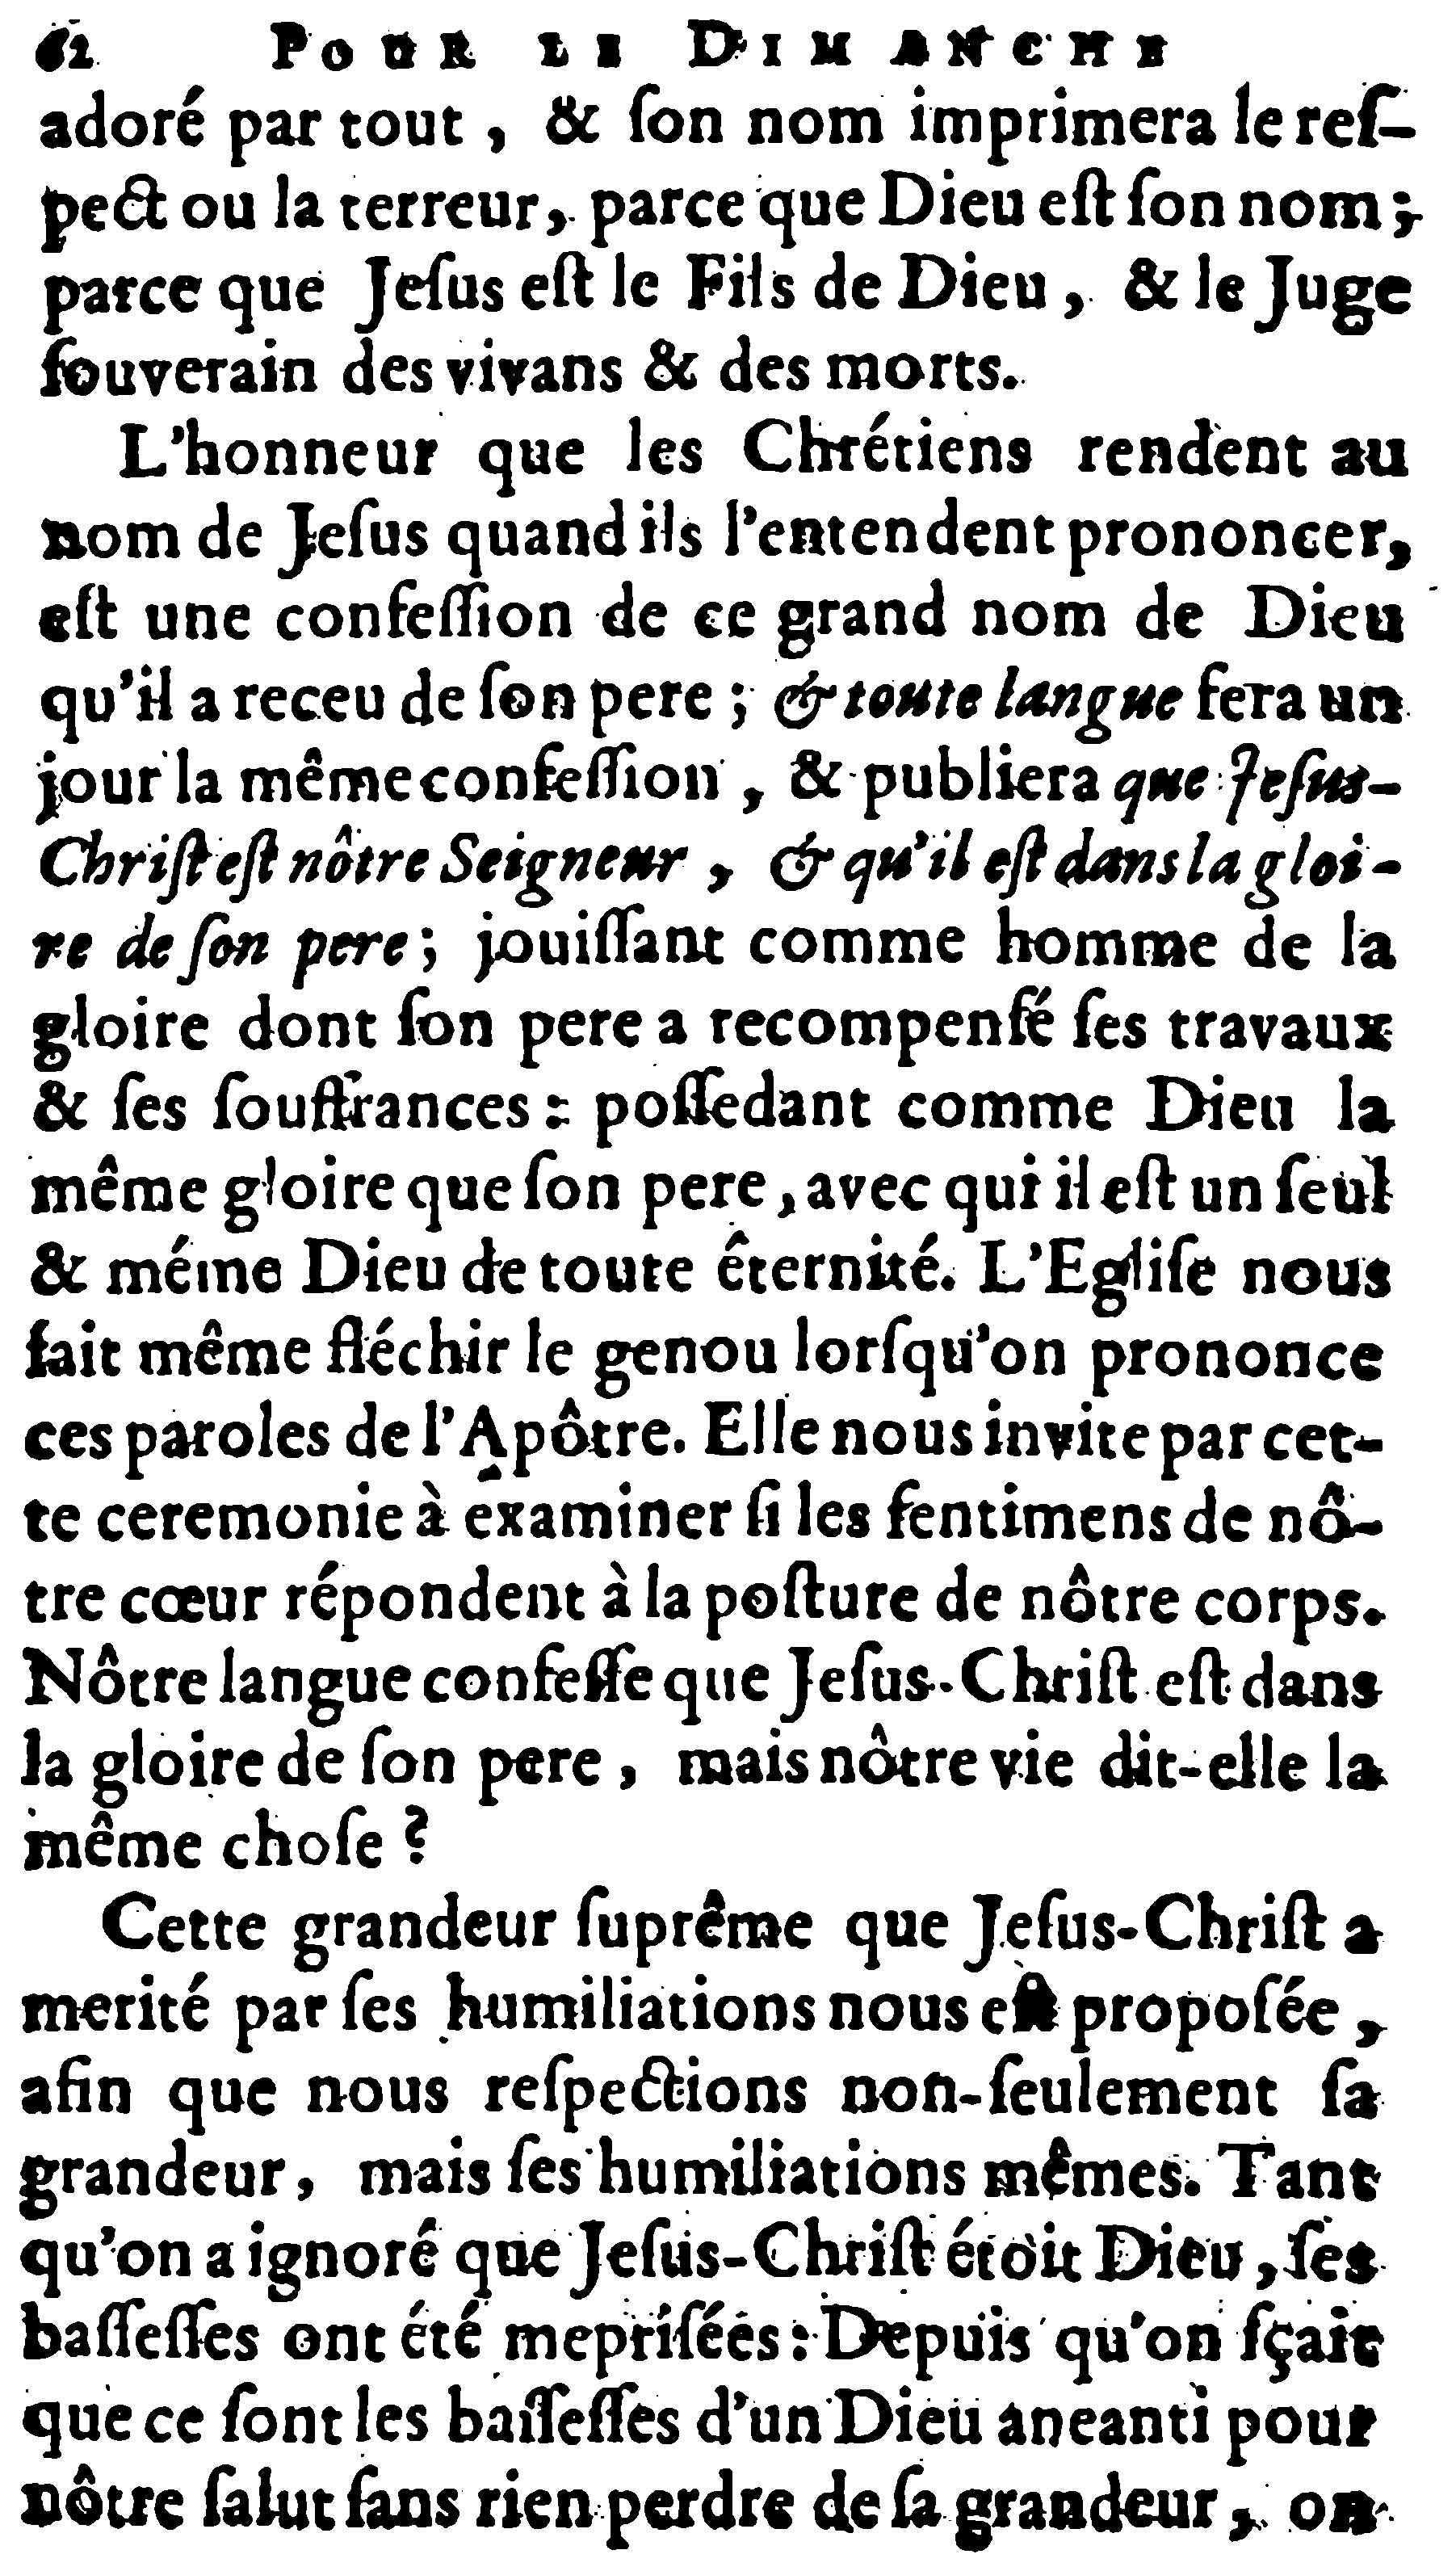 62 POUR LE DIMANCHE
adoré par tout, & ſon nom imprimera le reſ-
pect ou la terreur, parce que Dieu eſt ſon nom;
parce que Jeſus eſt le Fils de Dieu, & le Juge
ſouverain des vivans & des morts.
L'honneur que les Chrétiens rendent au
nom de Jeſus quand ils l'entendent prononcer,
eſt une confeſſion de ce grand nom de Dieu
qu'il a receu de ſon pere; & toute langue fera un
jour la même confeſſion, & publiera que Jeſus-
Chriſt eſt nôtre Seigneur, & qu'il eſt dans la gloi-
re de ſon pere; jouiſſant comme homme de la
gloire dont ſon pere a recompenſé ſes travaux
& ſes ſouffrances: poſſedant comme Dieu la
même gloire que ſon pere, avec qui il eſt un ſeul
& méme Dieu de toute êternité. L'Egliſe nous
fait même fléchir le genou lorſqu'on prononce
ces paroles de l'Apôtre. Elle nous invite par cet-
te ceremonie à examiner ſi les ſentimens de nô-
tre cœur répondent à la poſture de nôtre corps.
Nôtre langue confeſſe que Jeſus-Chriſt eſt dans
la gloire de ſon pere, mais nôtre vie dit-elle la
même choſe?
Cette grandeur ſuprême que Jeſus-Chriſt a
merité par ſes humiliations nous eſt propoſée,
afin que nous reſpections non-ſeulement ſa
grandeur, mais ſes humiliations mêmes. Tant
qu'on a ignoré que Jeſus-Chriſt étoit Dieu, ſes
baſſeſſes ont été mepriſées: Depuis qu'on ſçait
que ce ſont les baſſeſſes d'un Dieu aneanti pour
nôtre ſalut ſans rien perdre de ſa grandeur, on